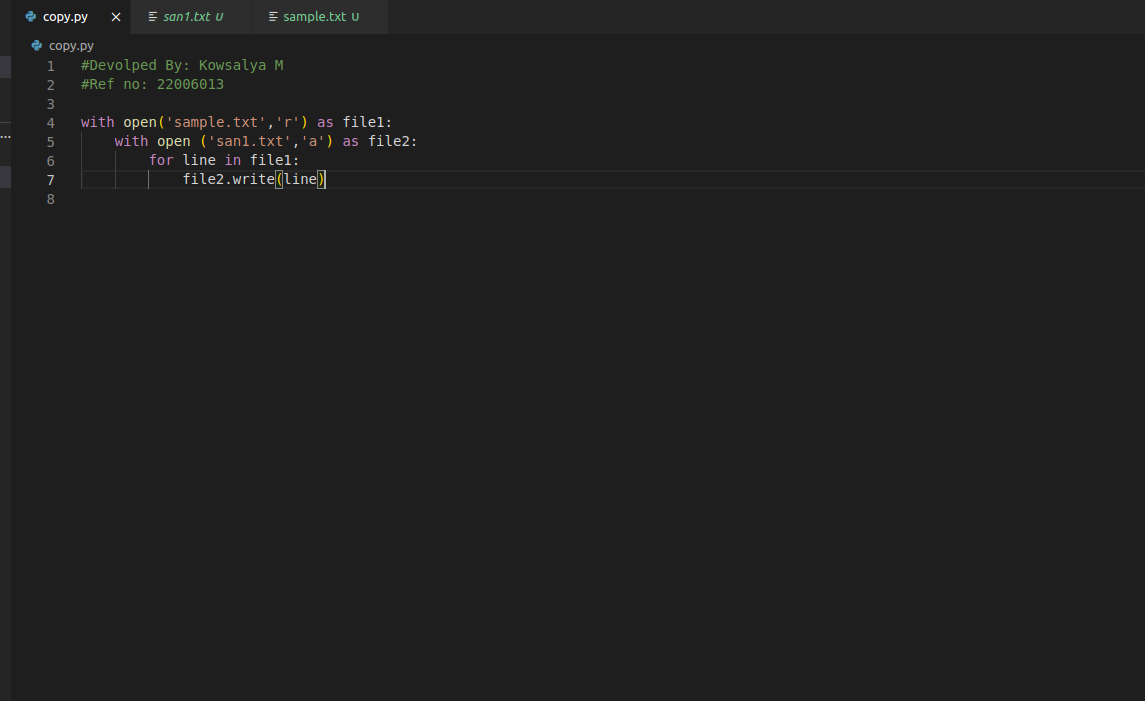 copy.py × san1.txt U sample.txt U
copy.py
1 #Devolped By: Kowsalya M
2 #Ref no: 22006013
3
4 with open('sample.txt','r') as file1:
5 with open ('san1.txt','a') as file2:
6 for line in file1:
7 file2.write(line)
8
...